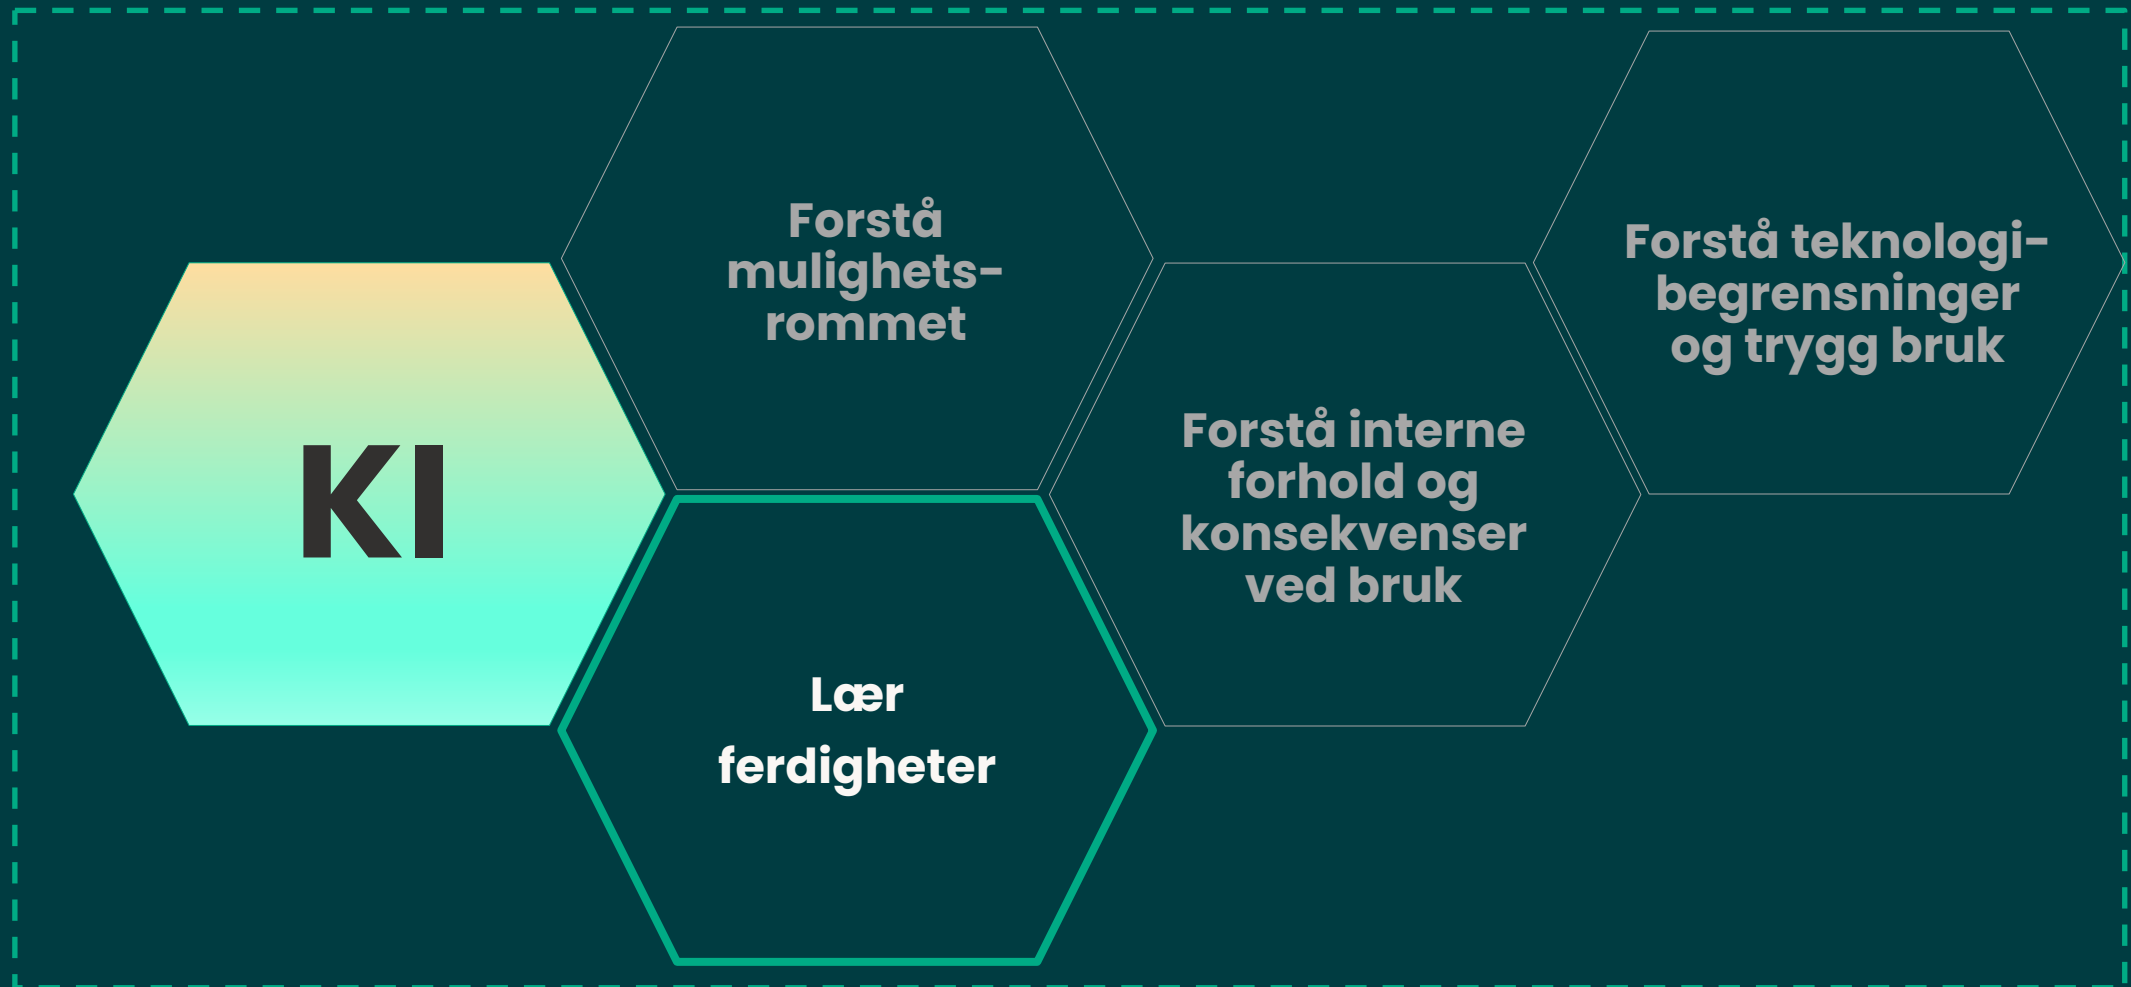 KI
Forstå
mulighets-
rommet
Lær
ferdigheter
Forstå interne
forhold og
konsekvenser
ved bruk
Forstå teknologi-
begrensninger
og trygg bruk